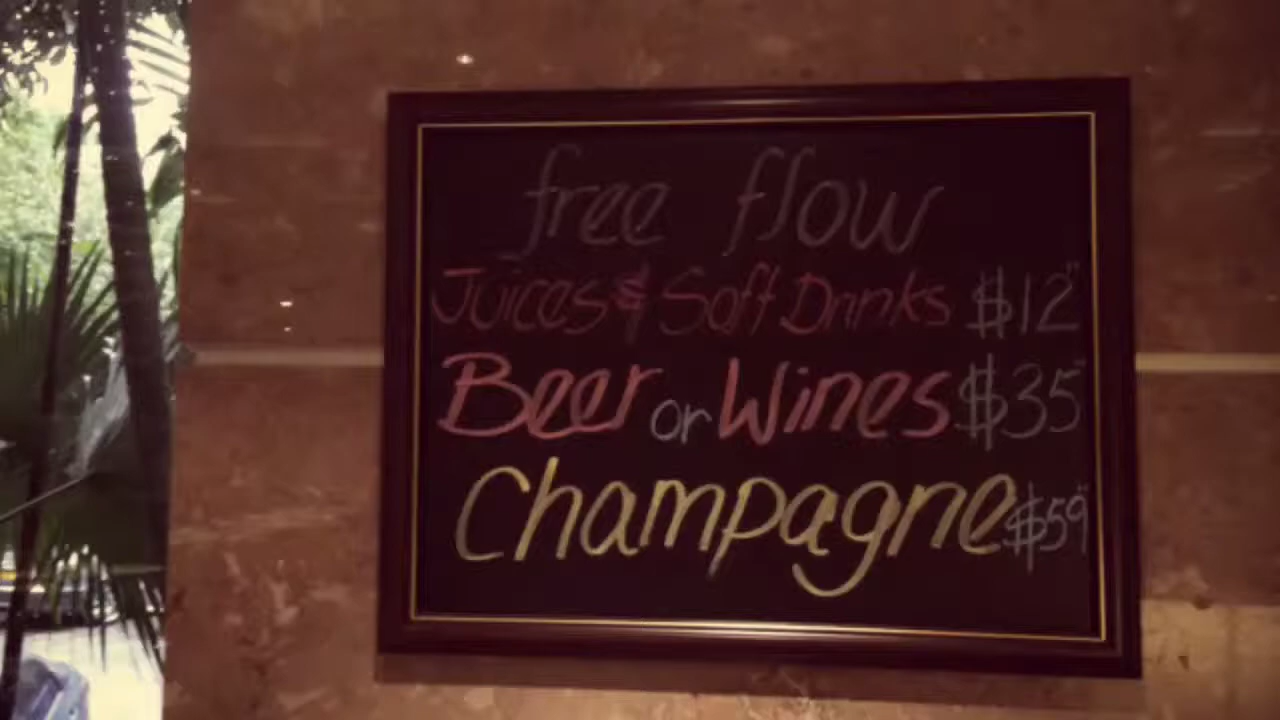 free flow
Juices & Soft Drinks $12"
Beer or Wines $35"
Champagne $59"